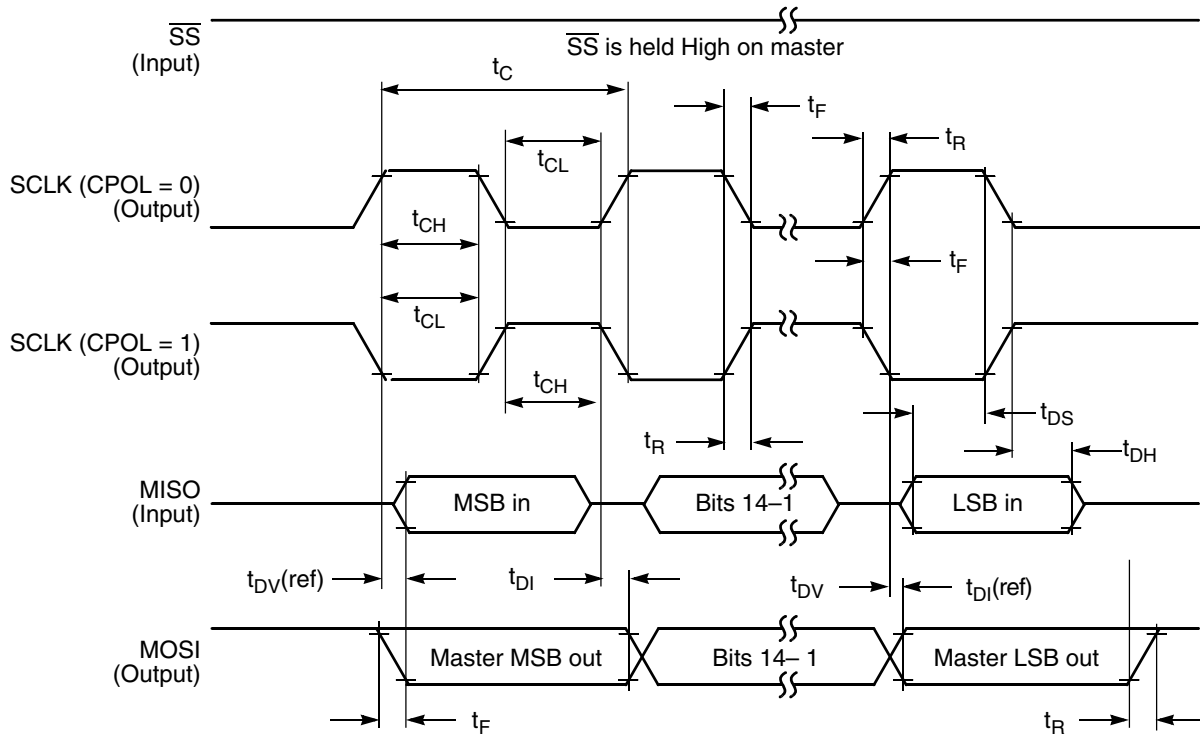 SS
(Input)
SS is held High on master
tC
tF
tR
tCL
SCLK (CPOL = 0)
(Output)
tCH
tF
tCL
SCLK (CPOL = 1)
(Output)
tCH
tDS
tR
tDH
MISO
(Input)
MSB in
Bits 14–1
LSB in
tDV(ref)
tDI
tDV
tDI(ref)
MOSI
(Output)
Master MSB out
Bits 14– 1
Master LSB out
tF
tR